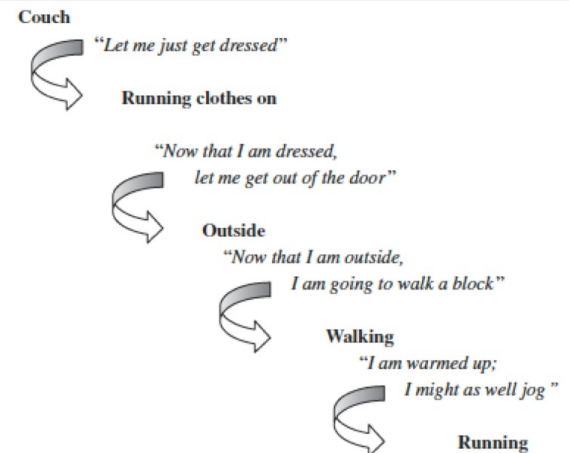 Couch
“Let me just get dressed”
Running clothes on
“Now that I am dressed,
let me get out of the door”
Outside
“Now that I am outside,
I am going to walk a block”
Walking
“I am warmed up;
I might as well jog ”
Running